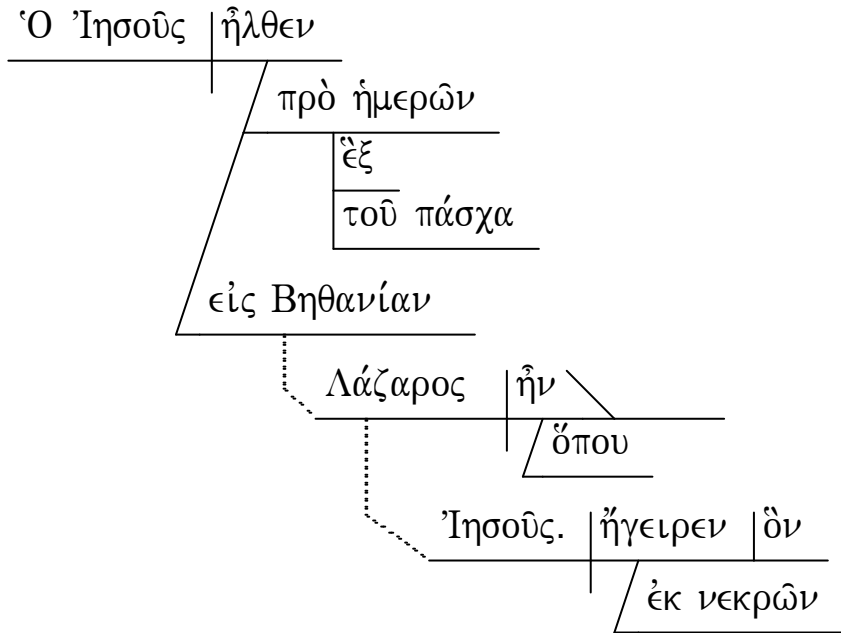 Ὁ Ἰησοῦς ἦλθεν
πρὸ ἡμερῶν
ἓξ
τοῦ πάσχα
εἰς Βηθανίαν
Λάζαρος ἦν
ὅπου
Ἰησοῦς. ἤγειρεν ὃν
ἐκ νεκρῶν